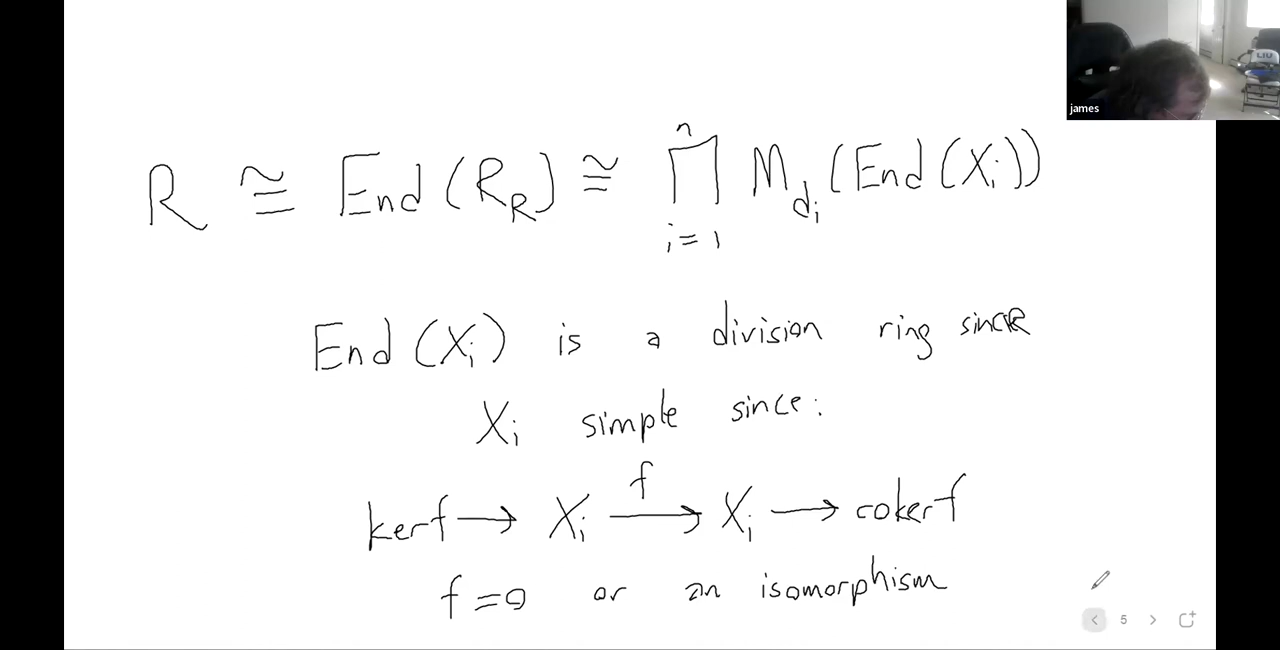 R ≅ End(R_R) ≅ ∏_{i=1}^{n} M_{d_i}(End(X_i))
End(X_i) is a division ring since
X_i simple since:
ker f → X_i →^f X_i → coker f
f = 0 or an isomorphism
james
LIU
5